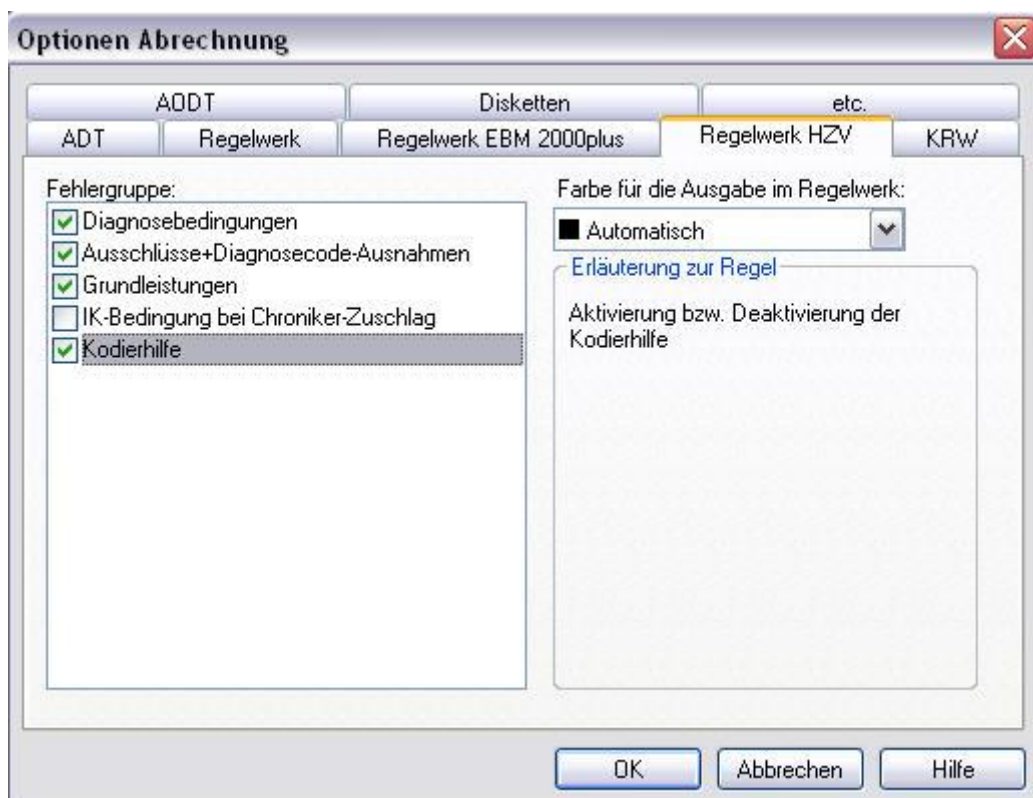 Optionen Abrechnung
AODT
Disketten
etc.
ADT
Regelwerk
Regelwerk EBM 2000plus
Regelwerk HZV
KRW
Fehlergruppe:
Diagnosebedingungen
Ausschlüsse+Diagnosecode-Ausnahmen
Grundleistungen
IK-Bedingung bei Chroniker-Zuschlag
Kodierhilfe
Farbe für die Ausgabe im Regelwerk:
Automatisch
Erläuterung zur Regel
Aktivierung bzw. Deaktivierung der
Kodierhilfe
OK
Abbrechen
Hilfe